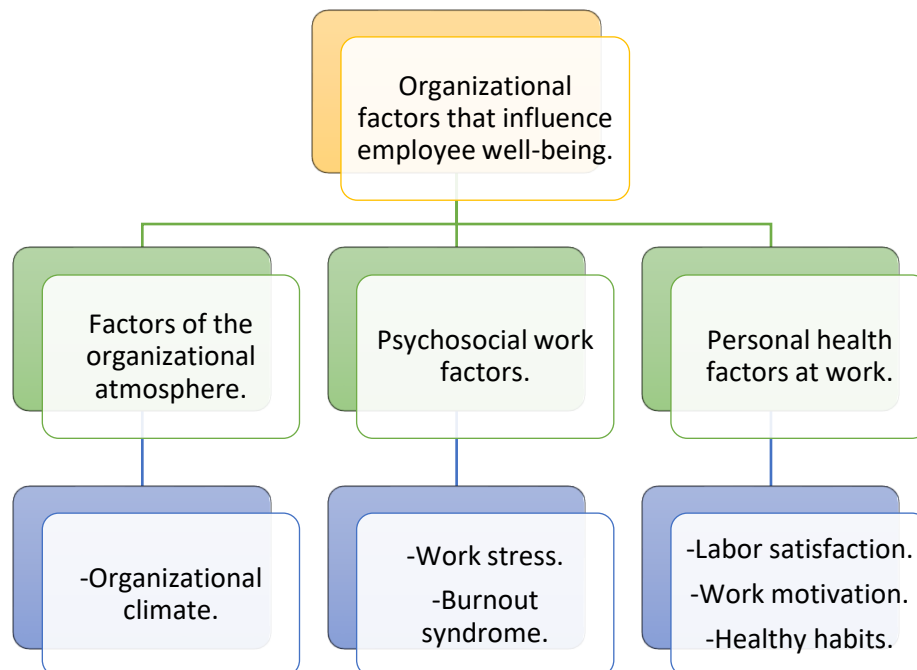 Organizational
factors that influence
employee well-being.
Factors of the
organizational
atmosphere.
Psychosocial work
factors.
Personal health
factors at work.
-Organizational
climate.
-Work stress.
-Burnout
syndrome.
-Labor satisfaction.
-Work motivation.
-Healthy habits.